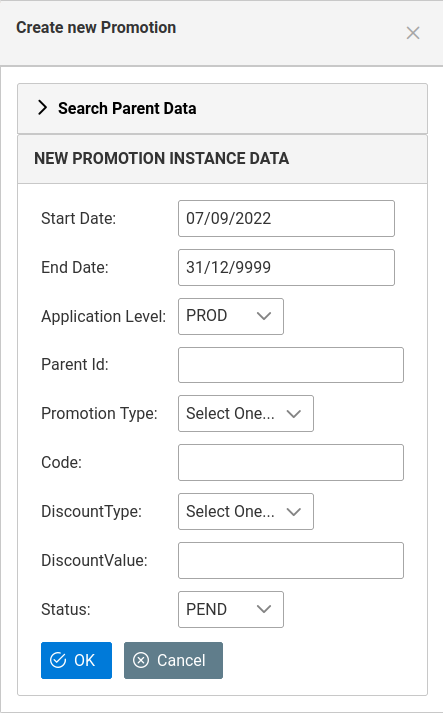 Create new Promotion
Search Parent Data
NEW PROMOTION INSTANCE DATA
Start Date: 07/09/2022
End Date: 31/12/9999
Application Level: PROD
Parent Id:
Promotion Type: Select One...
Code:
DiscountType: Select One...
DiscountValue:
Status: PEND
OK Cancel